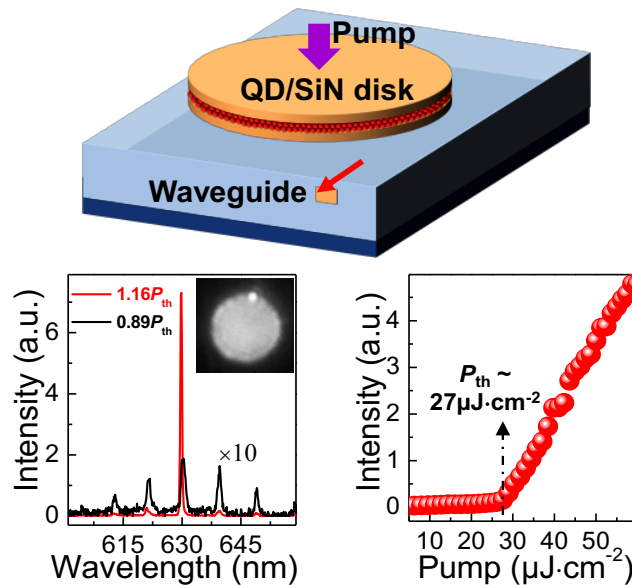 Pump
QD/SiN disk
Waveguide
Intensity (a.u.)
6
4
2
0
1.16Pth
0.89Pth
×10
615 630 645
Wavelength (nm)
Intensity (a.u.)
4
3
2
1
0
Pth ~
27µJ·cm-2
10 20 30 40 50
Pump (µJ·cm-2)